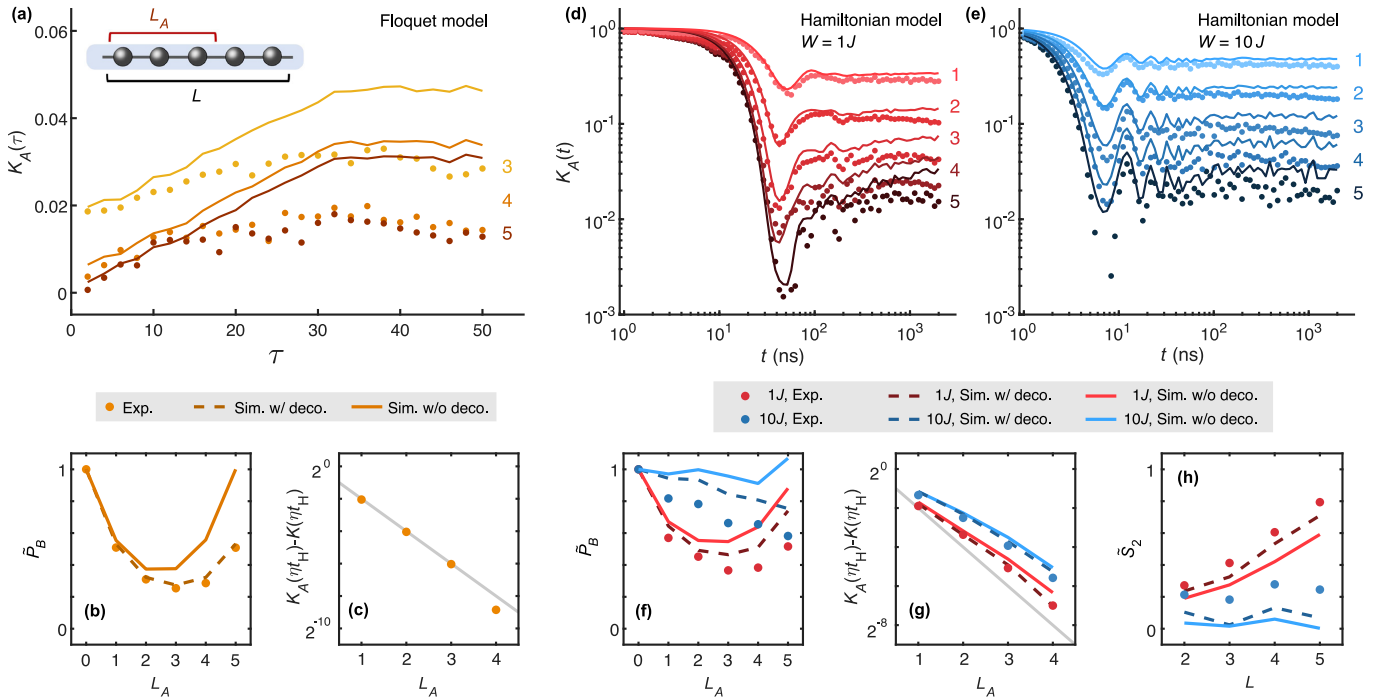 (a)
Floquet model
L_A
L
K_A(τ)
0.06
0.04
0.02
0
3
4
5
0 10 20 30 40 50
τ
(d)
Hamiltonian model
W = 1J
K_A(t)
10^0
10^-1
10^-2
10^-3
1
2
3
4
5
10^0 10^1 10^2 10^3
t (ns)
(e)
Hamiltonian model
W = 10J
10^0
10^-1
10^-2
10^-3
1
2
3
4
5
10^0 10^1 10^2 10^3
t (ns)
Exp. Sim. w/ deco. Sim. w/o deco.
1J, Exp. 1J, Sim. w/ deco. 1J, Sim. w/o deco.
10J, Exp. 10J, Sim. w/ deco. 10J, Sim. w/o deco.
P̃_B
1
0
(b)
0 1 2 3 4 5
L_A
K_A(ηt_H)-K(ηt_H)
2^0
2^-10
(c)
1 2 3 4
L_A
P̃_B
1
0
(f)
0 1 2 3 4 5
L_A
K_A(ηt_H)-K(ηt_H)
2^0
2^-8
(g)
1 2 3 4
L_A
S̃_2
1
0
(h)
2 3 4 5
L